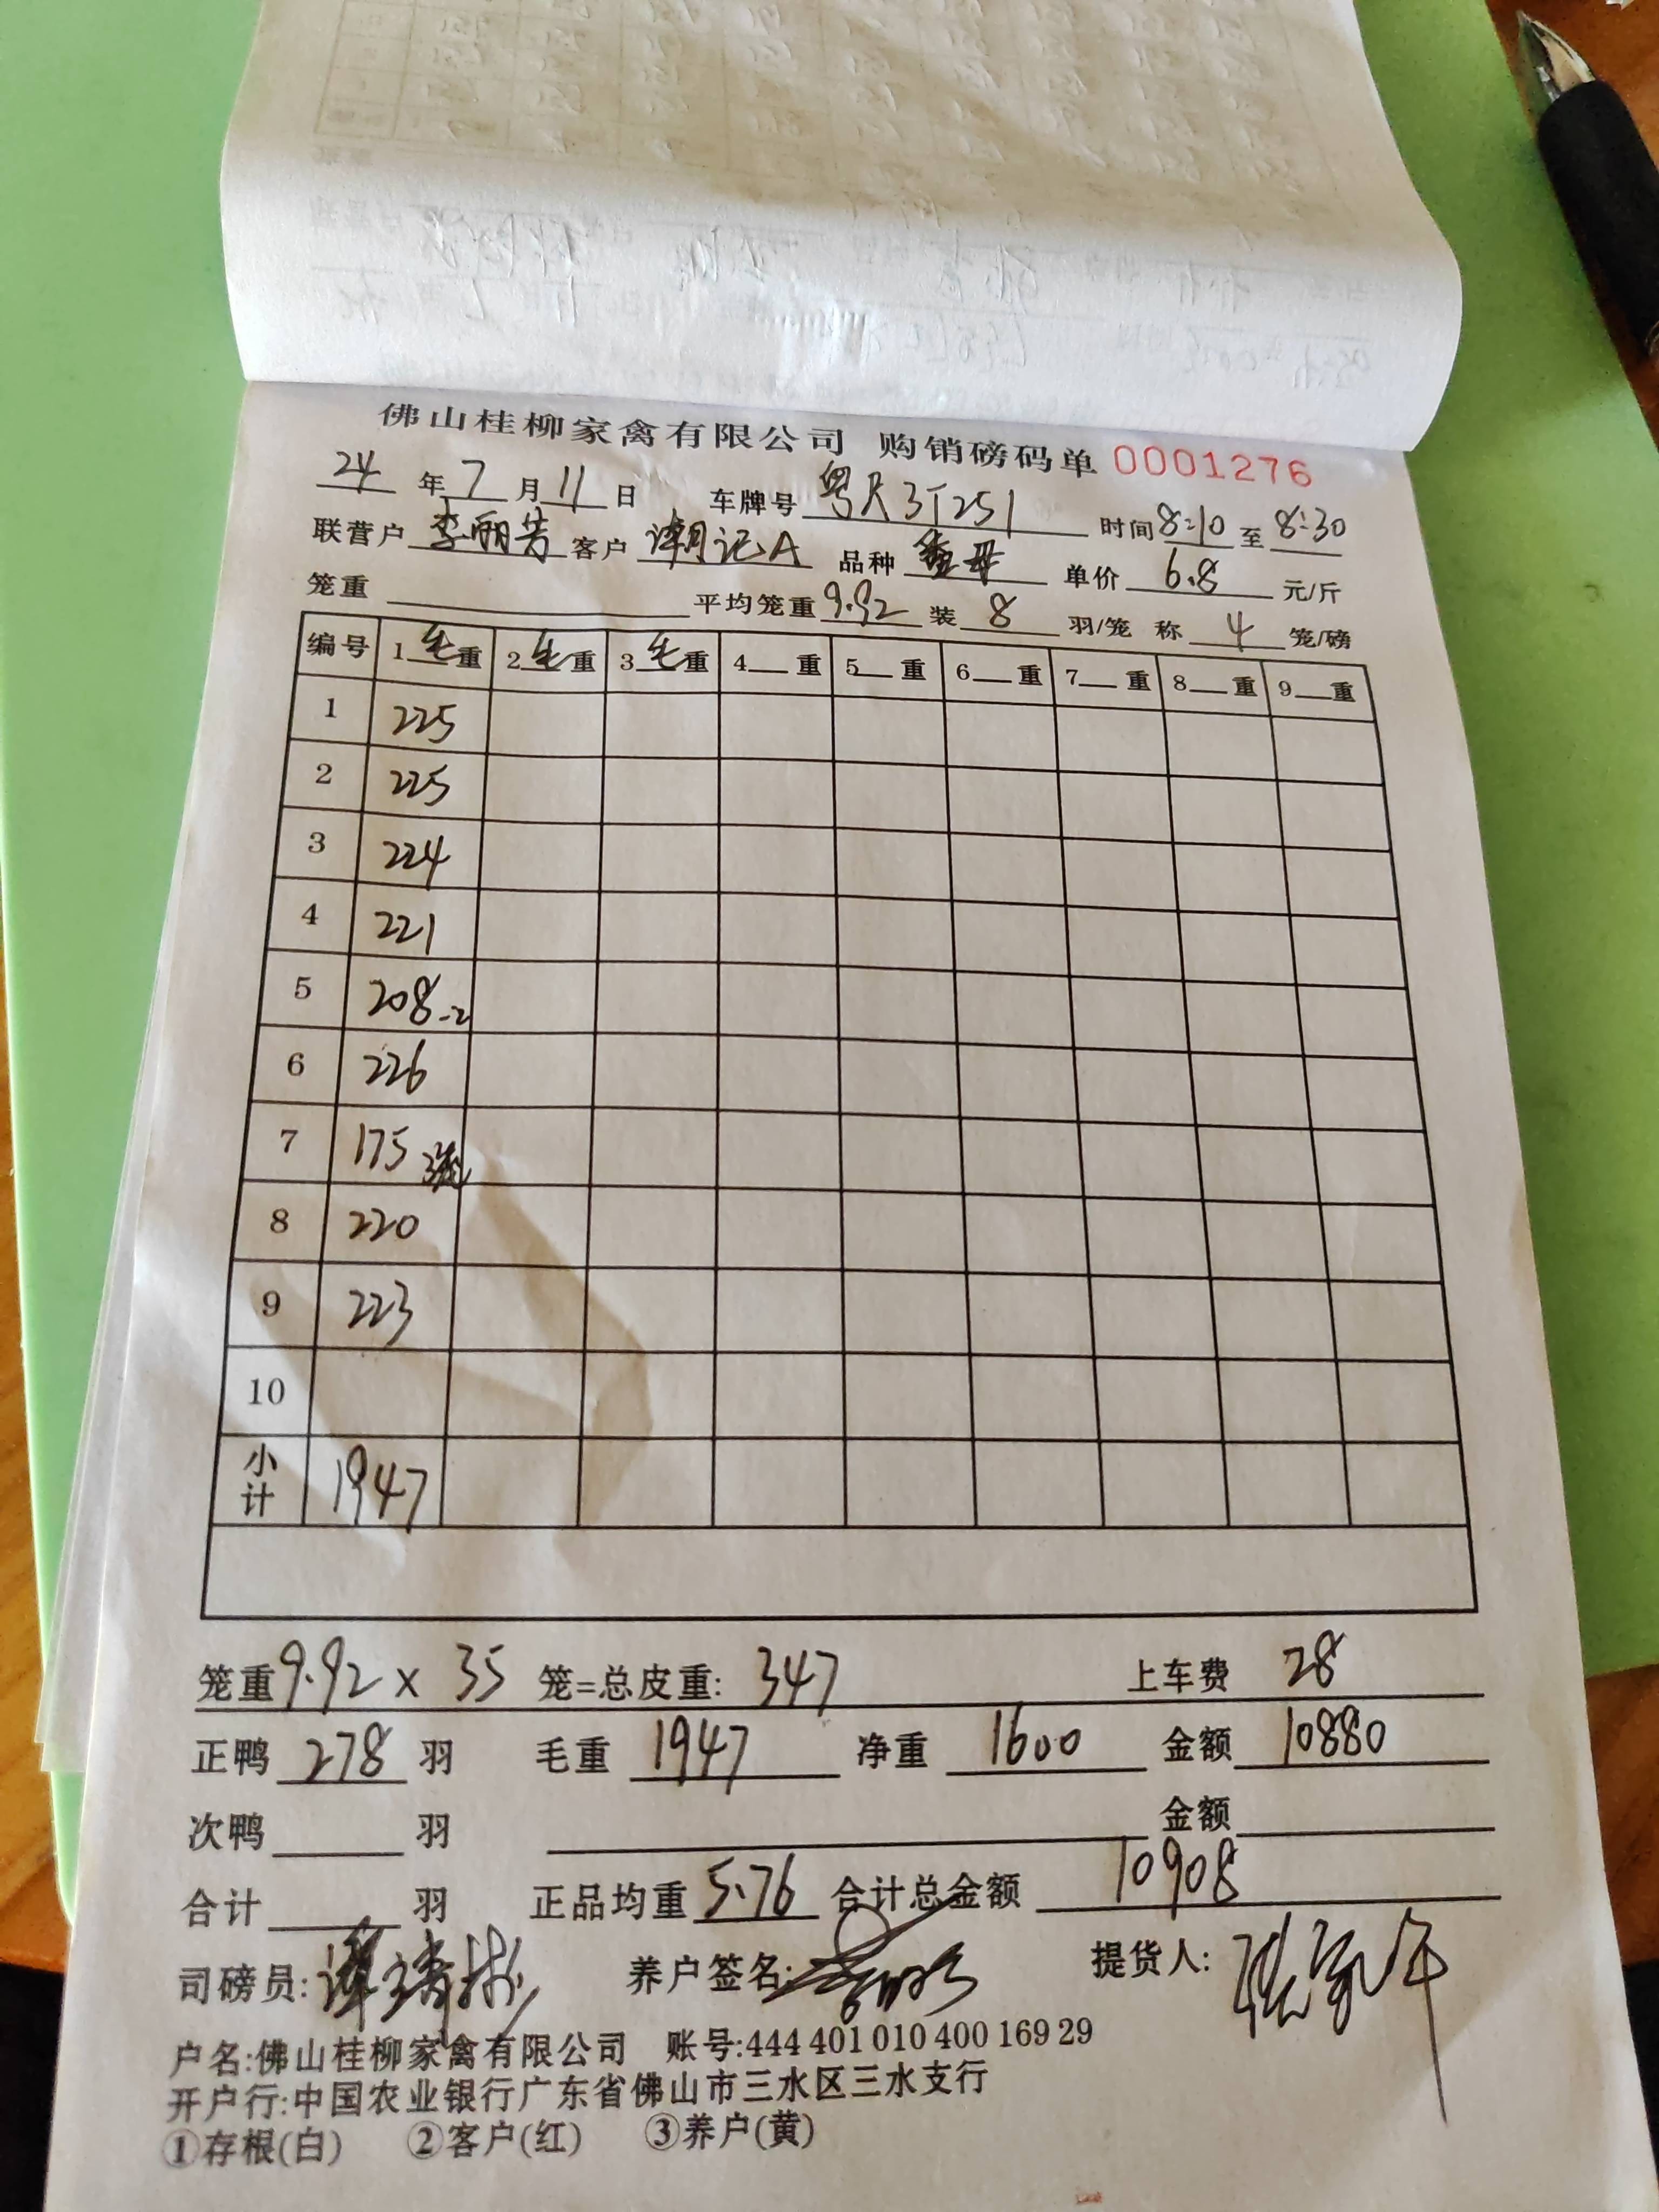 佛山桂柳家禽有限公司 购销磅码单 0001276
24 年 7 月 11 日 车牌号 粤R3T251 时间 8:10 至 8:30
联营户 李丽芳 客户 潮记A 品种 母 单价 6.8 元/斤
笼重 平均笼重 9.92 装 8 羽/笼 称 4 笼/磅
编号 1 毛 重 2 毛 重 3 毛 重 4 重 5 重 6 重 7 重 8 重 9 重
1 225
2 225
3 224
4 221
5 208-2
6 226
7 175
8 220
9 223
10
小计 1947
笼重 9.92 x 35 笼=总皮重: 347 上车费 28
正鸭 278 羽 毛重 1947 净重 1600 金额 10880
次鸭 羽 金额
合计 羽 正品均重 5.76 合计总金额 10908
司磅员: 养户签名: 提货人:
户名:佛山桂柳家禽有限公司 账号:444 401 010 400 169 29
开户行:中国农业银行广东省佛山市三水区三水支行
①存根(白) ②客户(红) ③养户(黄)